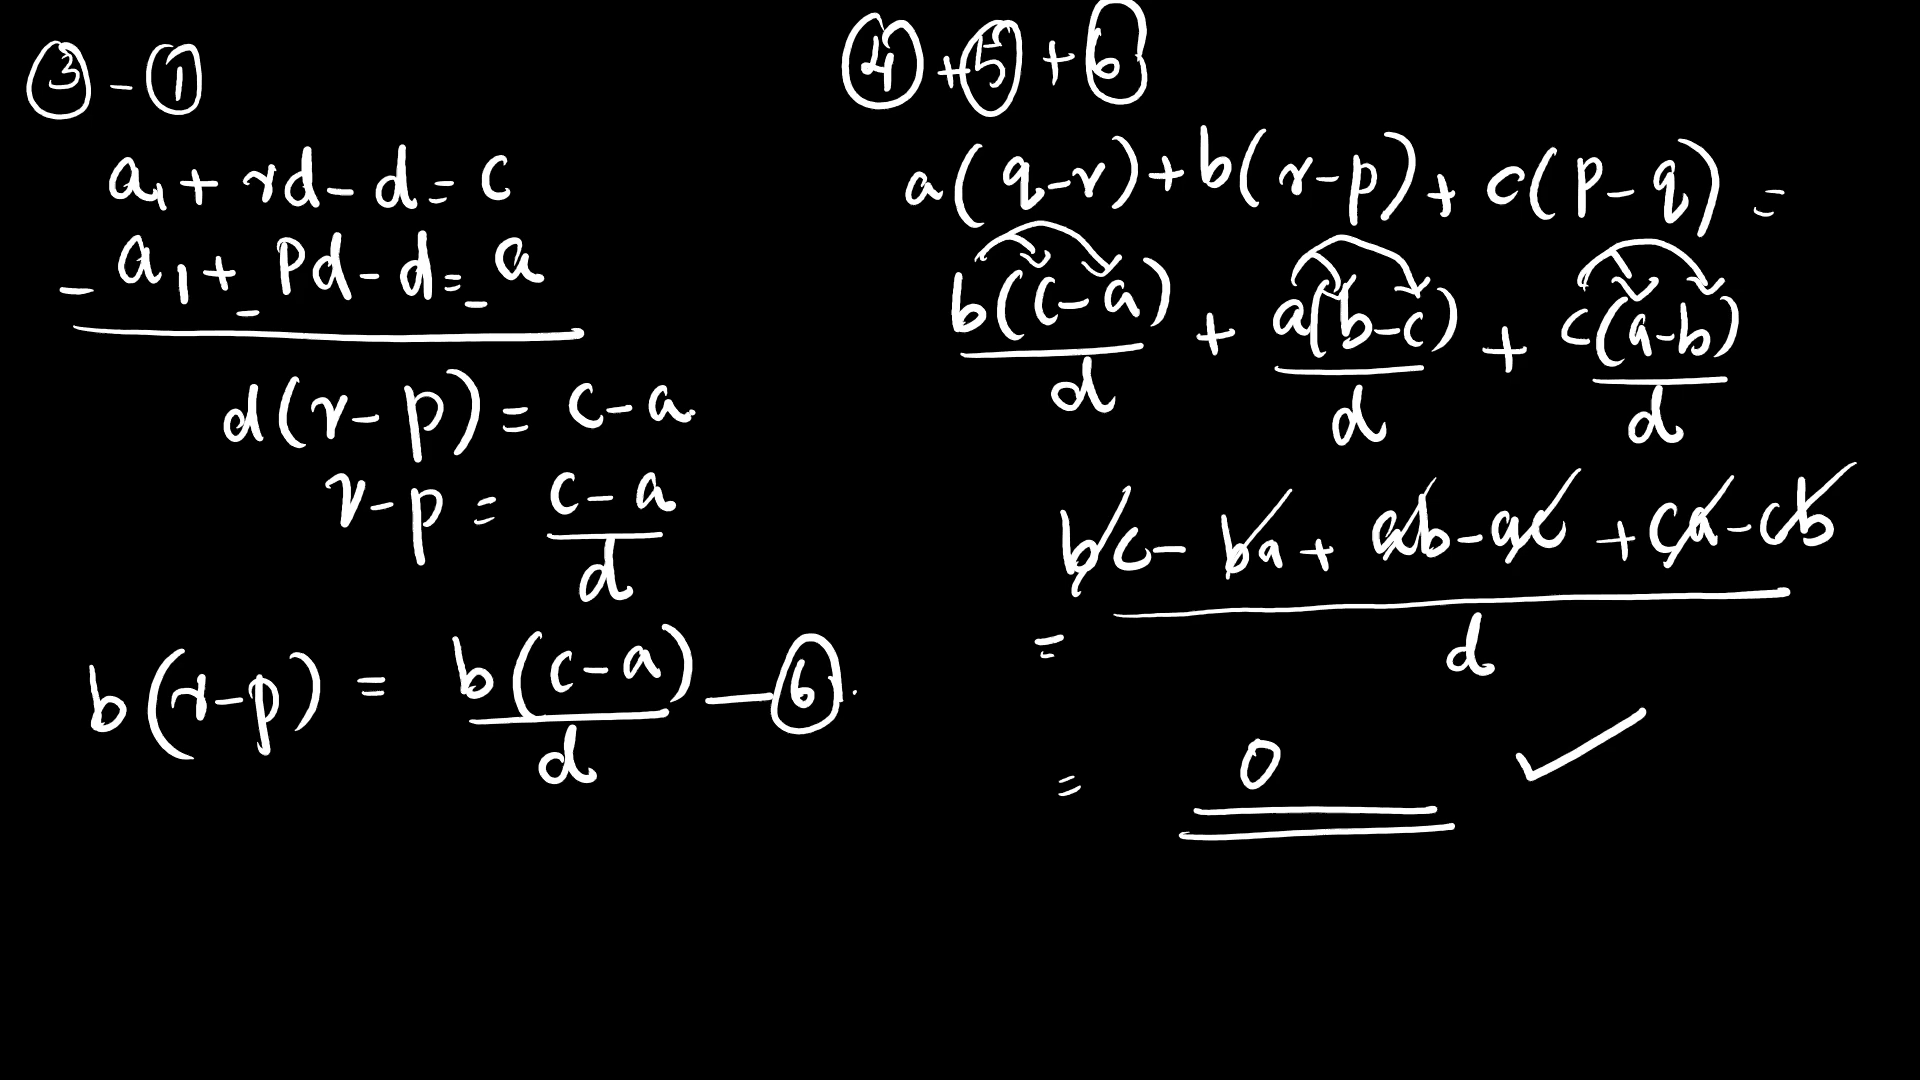 ③ - ①
a₁ + rd - d = c
- a₁ + pd - d = a
- -
d(r-p) = c-a
r-p = c-a
d
b(r-p) = b(c-a) — ⑥
d
④ + ⑤ + ⑥
a(q-r) + b(r-p) + c(p-q) =
b(c-a) + a(b-c) + c(a-b)
d d d
= bc - ba + ab - ac + ca - cb
d
= 0 ✓